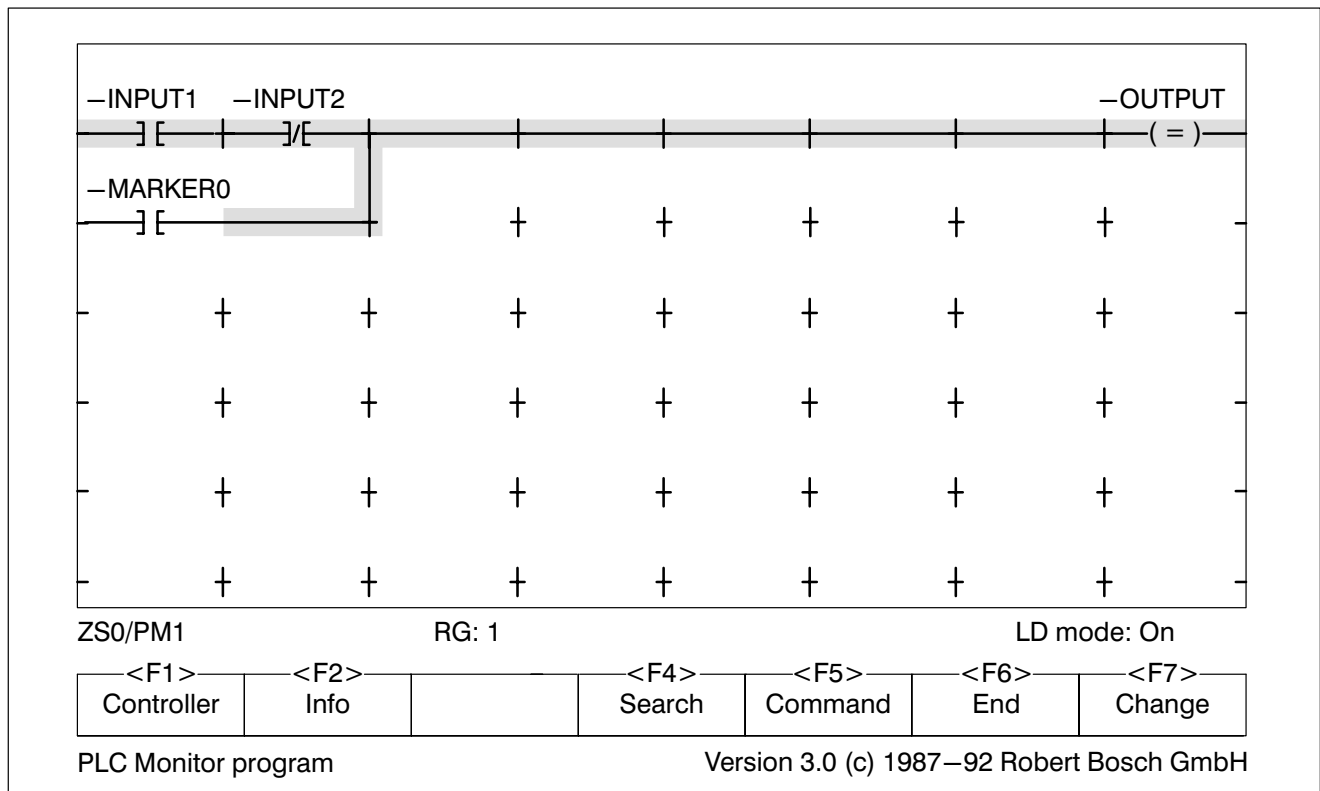 –INPUT1 –INPUT2 –OUTPUT
] [ ]/[ ( = )
–MARKER0
] [
ZS0/PM1 RG: 1 LD mode: On
<F1> <F2> <F4> <F5> <F6> <F7>
Controller Info Search Command End Change
PLC Monitor program Version 3.0 (c) 1987–92 Robert Bosch GmbH